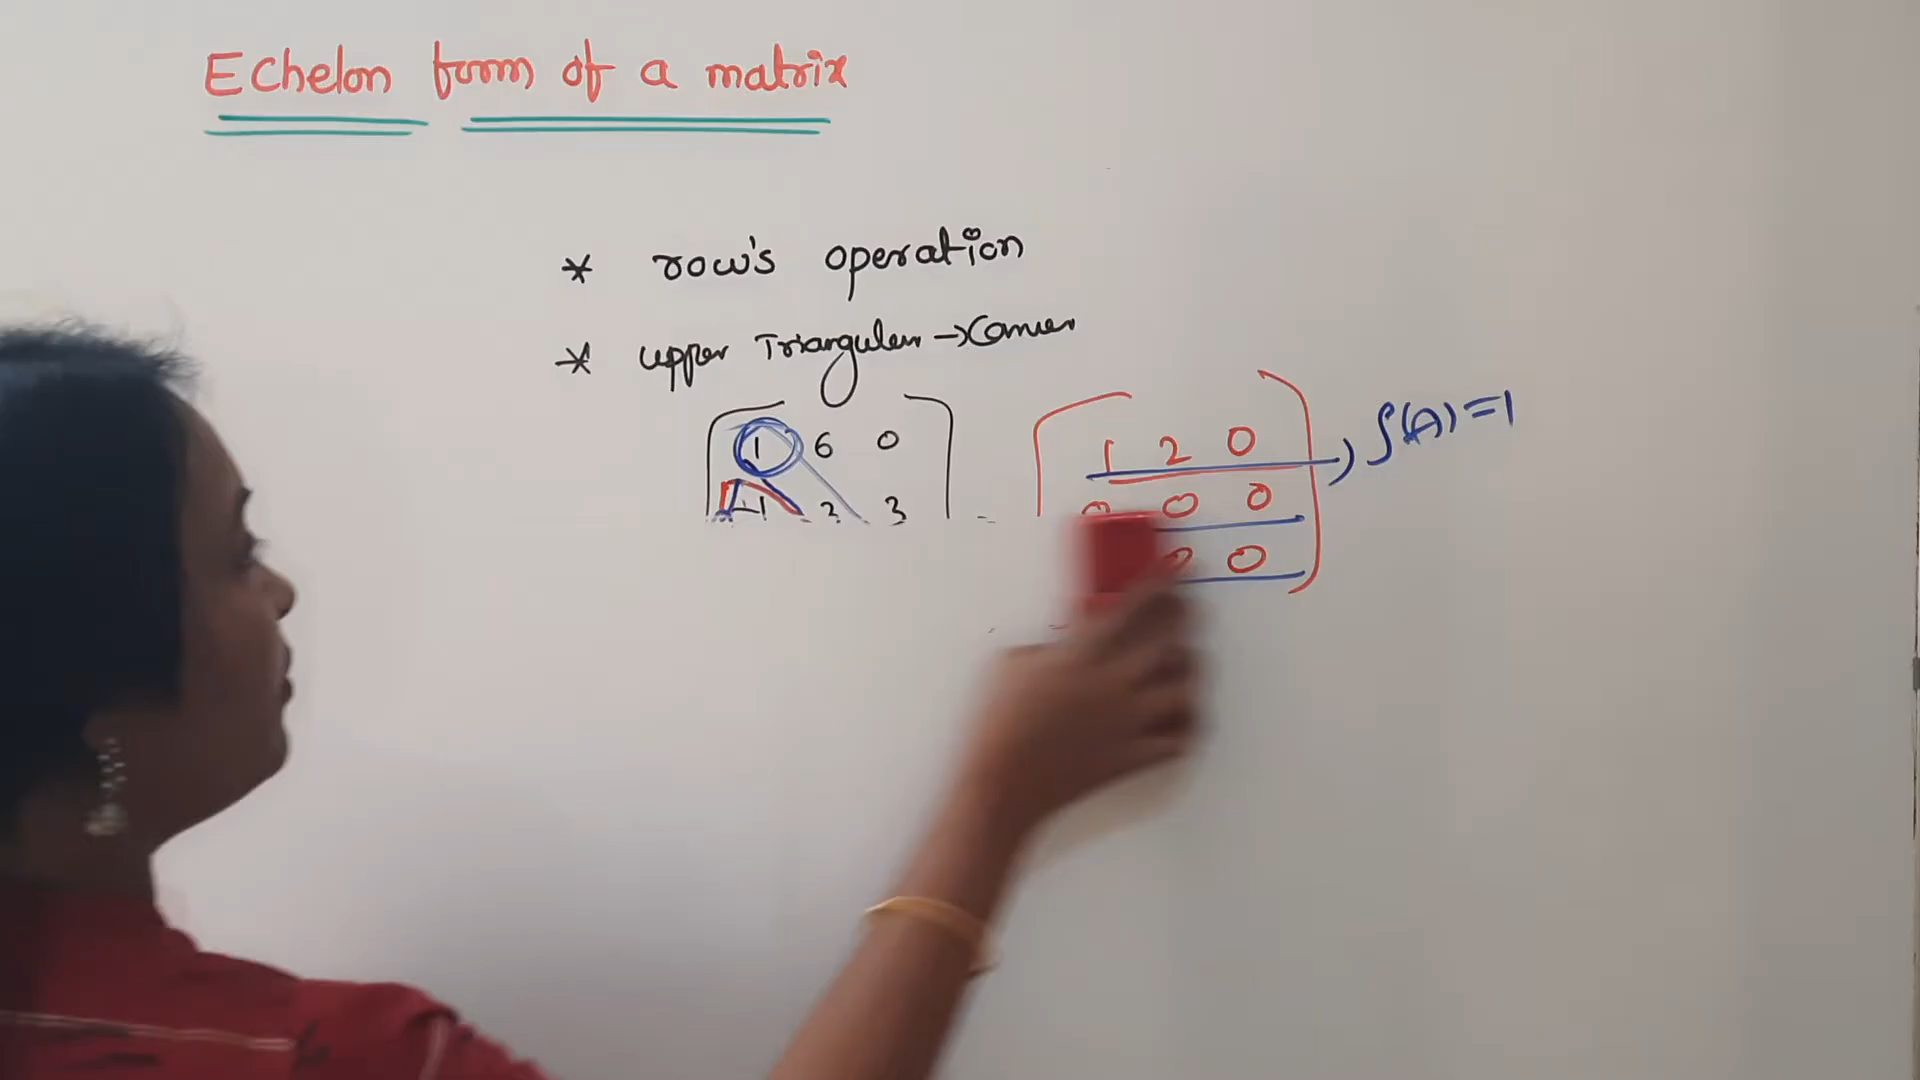 Echelon form of a matrix
* row's operation
* upper Triangular →
1 6 0
1 2 0
ρ(A)=1
-1 2 3
0 0 0
0 0